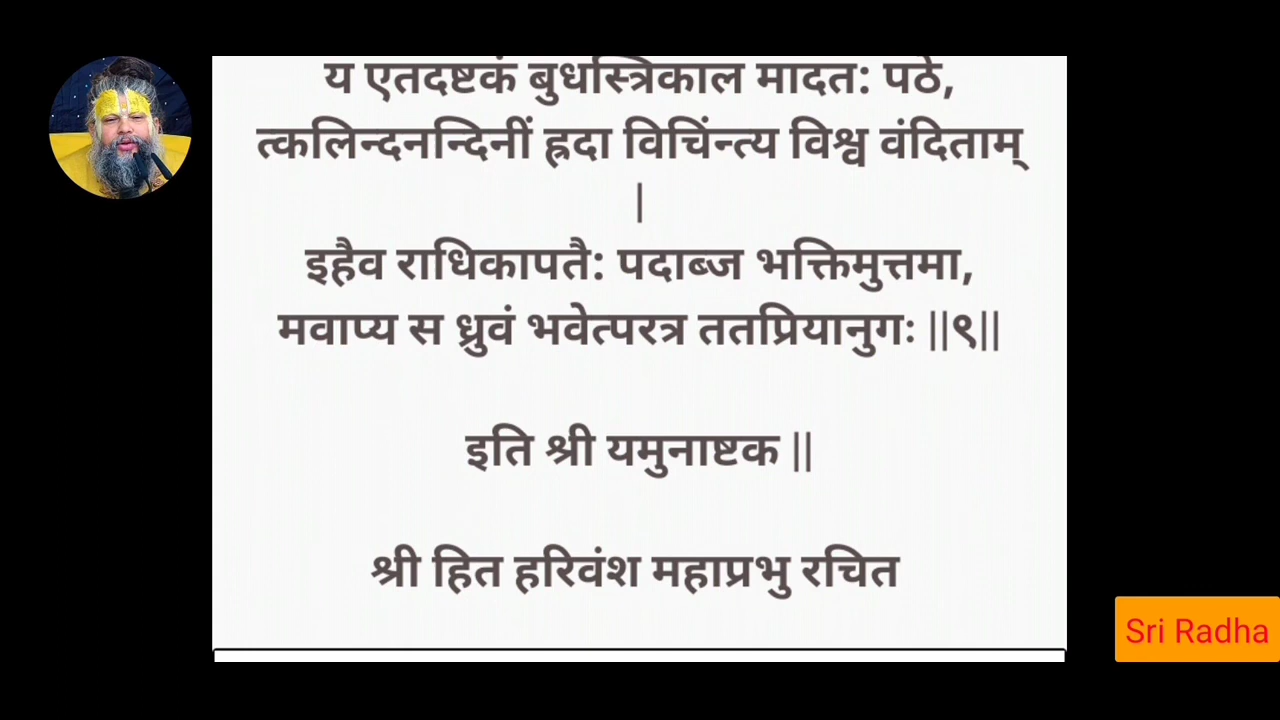 य एतदष्टकं बुधस्त्रिकाल मादत: पठे,
त्कलिन्दनन्दिनीं ह्रदा विचिंन्त्य विश्व वंदिताम्
|
इहैव राधिकापतै: पदाब्ज भक्तिमुत्तमा,
मवाप्य स ध्रुवं भवेत्परत्र ततप्रियानुगः ||९||
इति श्री यमुनाष्टक ||
श्री हित हरिवंश महाप्रभु रचित
Sri Radha